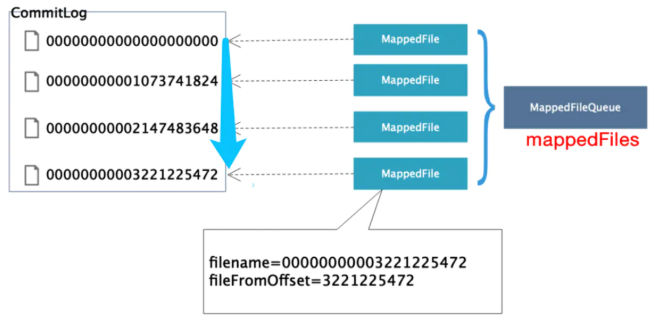 CommitLog
00000000000000000000
MappedFile
00000000001073741824
MappedFile
MappedFileQueue
00000000002147483648
MappedFile
mappedFiles
00000000003221225472
MappedFile
filename=00000000003221225472
fileFromOffset=3221225472